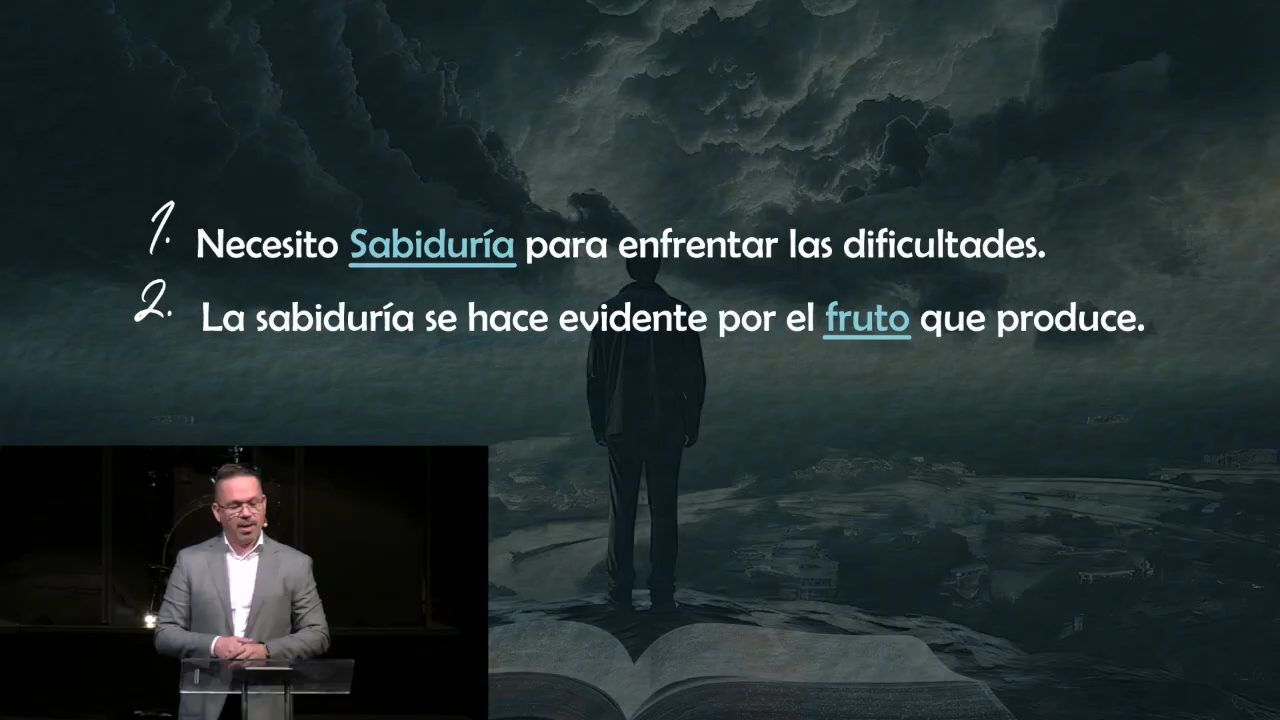 1. Necesito Sabiduría para enfrentar las dificultades.
2. La sabiduría se hace evidente por el fruto que produce.